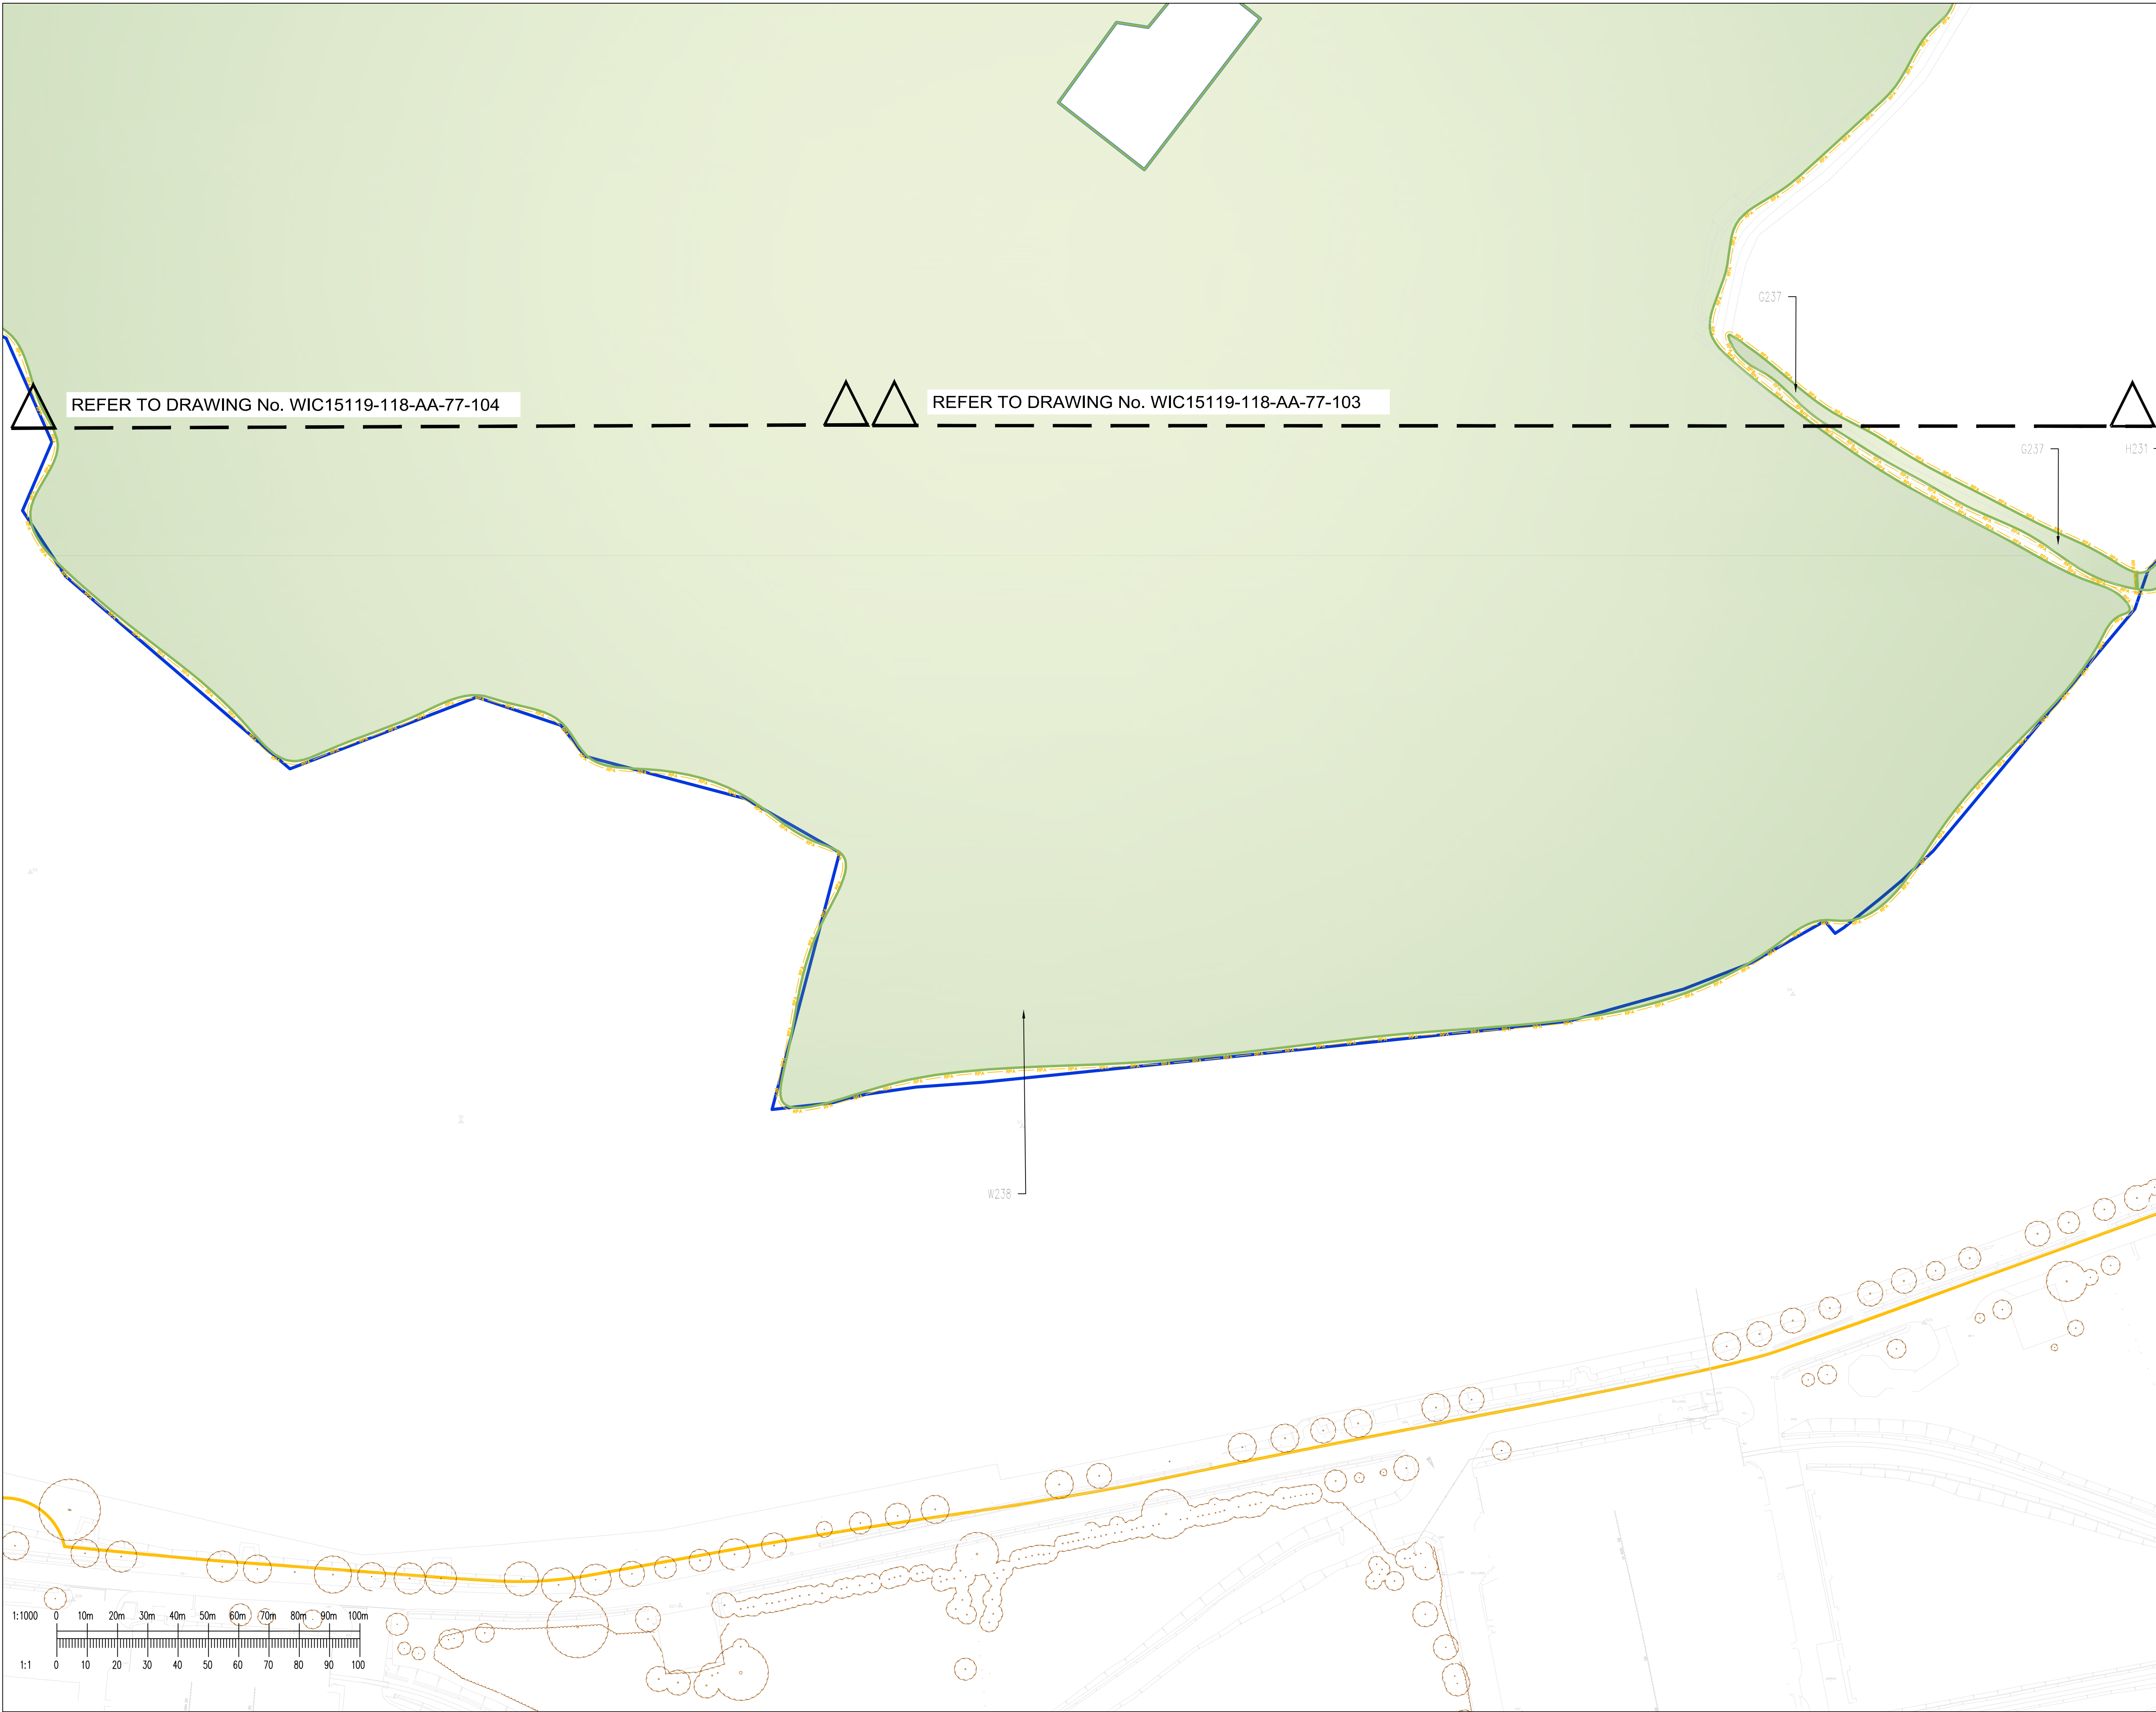 G237
REFER TO DRAWING No. WIC15119-118-AA-77-104
REFER TO DRAWING No. WIC15119-118-AA-77-103
G237
H231
W238
1:1000 0 10m 20m 30m 40m 50m 60m 70m 80m 90m 100m
1:1 0 10 20 30 40 50 60 70 80 90 100